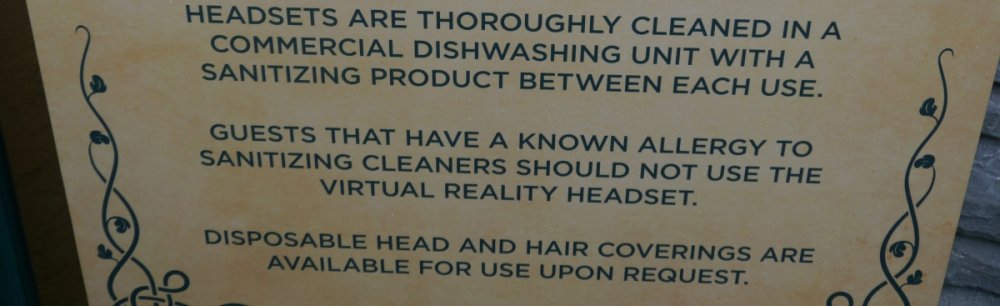 HEADSETS ARE THOROUGHLY CLEANED IN A
COMMERCIAL DISHWASHING UNIT WITH A
SANITIZING PRODUCT BETWEEN EACH USE.
GUESTS THAT HAVE A KNOWN ALLERGY TO
SANITIZING CLEANERS SHOULD NOT USE THE
VIRTUAL REALITY HEADSET.
DISPOSABLE HEAD AND HAIR COVERINGS ARE
AVAILABLE FOR USE UPON REQUEST.